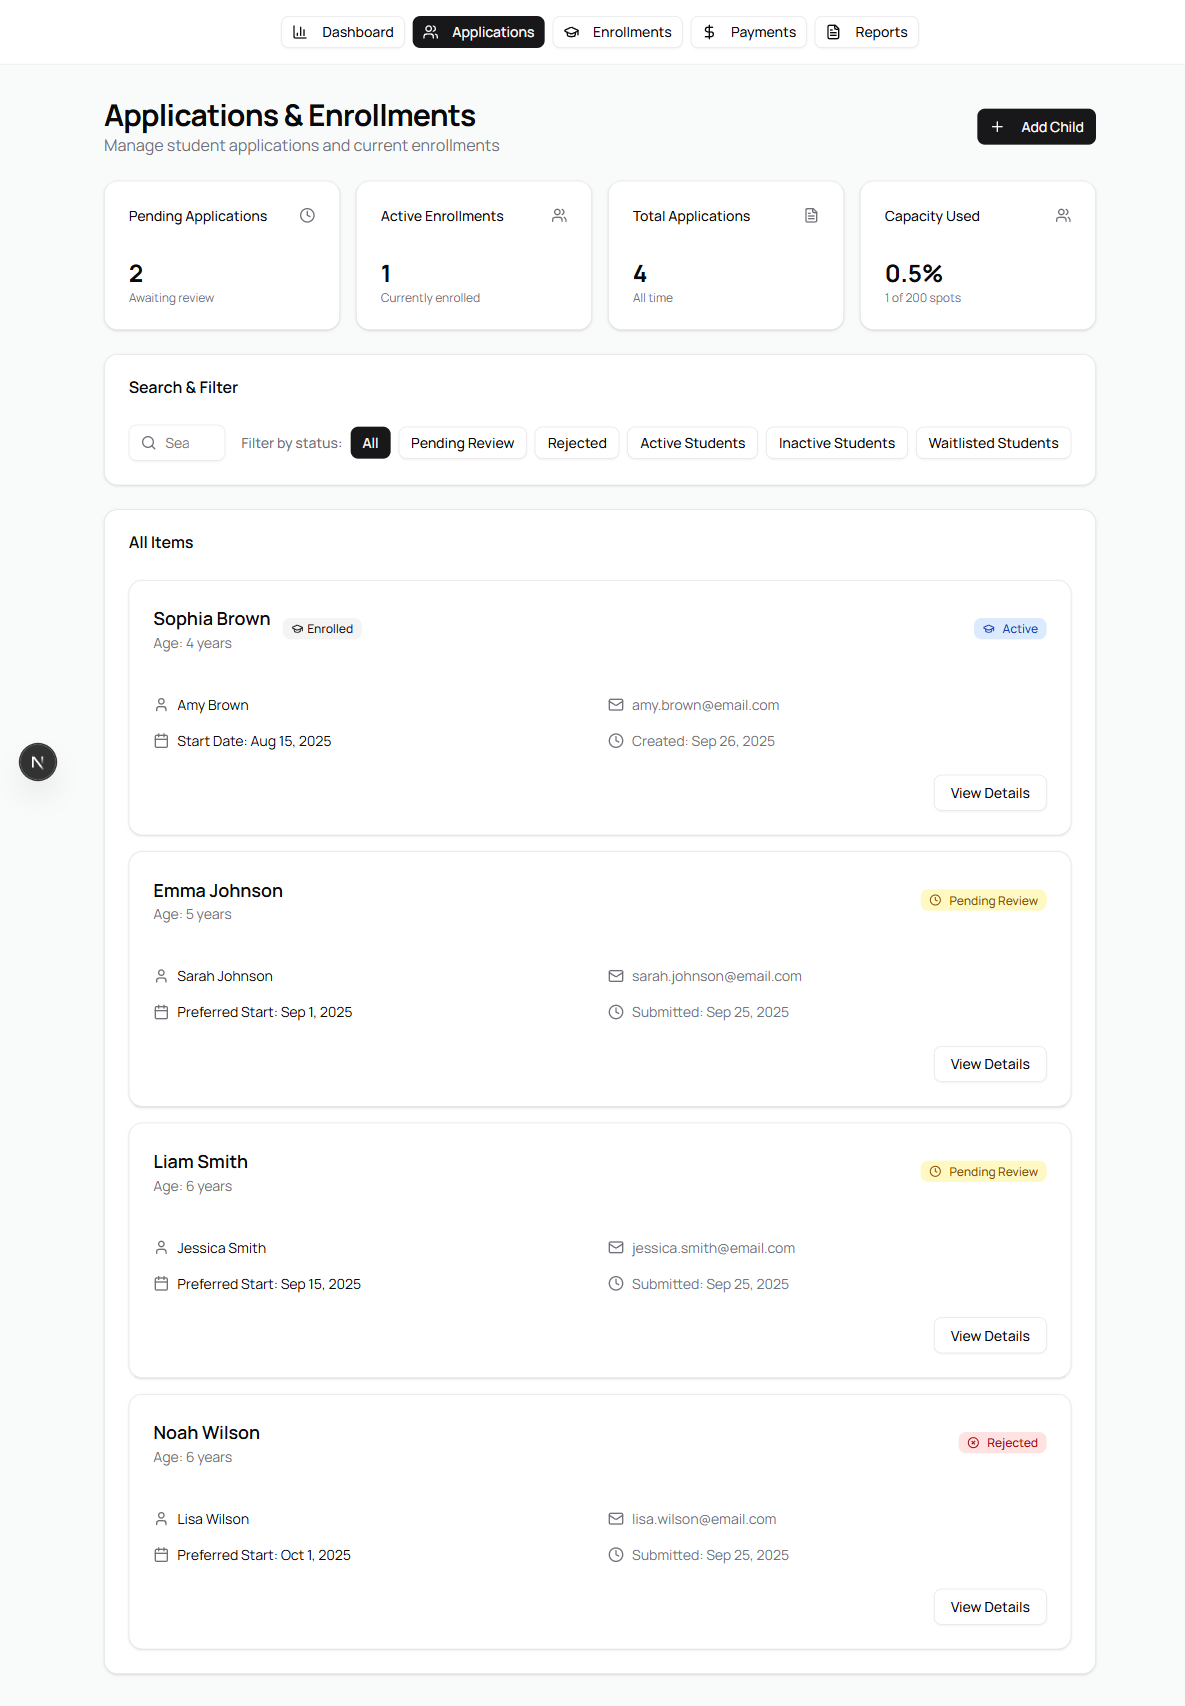 Dashboard Applications Enrollments Payments Reports
Applications & Enrollments
Manage student applications and current enrollments
Add Child
Pending Applications
2
Awaiting review
Active Enrollments
1
Currently enrolled
Total Applications
4
All time
Capacity Used
0.5%
1 of 200 spots
Search & Filter
Sea Filter by status: All Pending Review Rejected Active Students Inactive Students Waitlisted Students
All Items
Sophia Brown Enrolled Active
Age: 4 years
Amy Brown amy.brown@email.com
Start Date: Aug 15, 2025 Created: Sep 26, 2025
View Details
Emma Johnson Pending Review
Age: 5 years
Sarah Johnson sarah.johnson@email.com
Preferred Start: Sep 1, 2025 Submitted: Sep 25, 2025
View Details
Liam Smith Pending Review
Age: 6 years
Jessica Smith jessica.smith@email.com
Preferred Start: Sep 15, 2025 Submitted: Sep 25, 2025
View Details
Noah Wilson Rejected
Age: 6 years
Lisa Wilson lisa.wilson@email.com
Preferred Start: Oct 1, 2025 Submitted: Sep 25, 2025
View Details
N